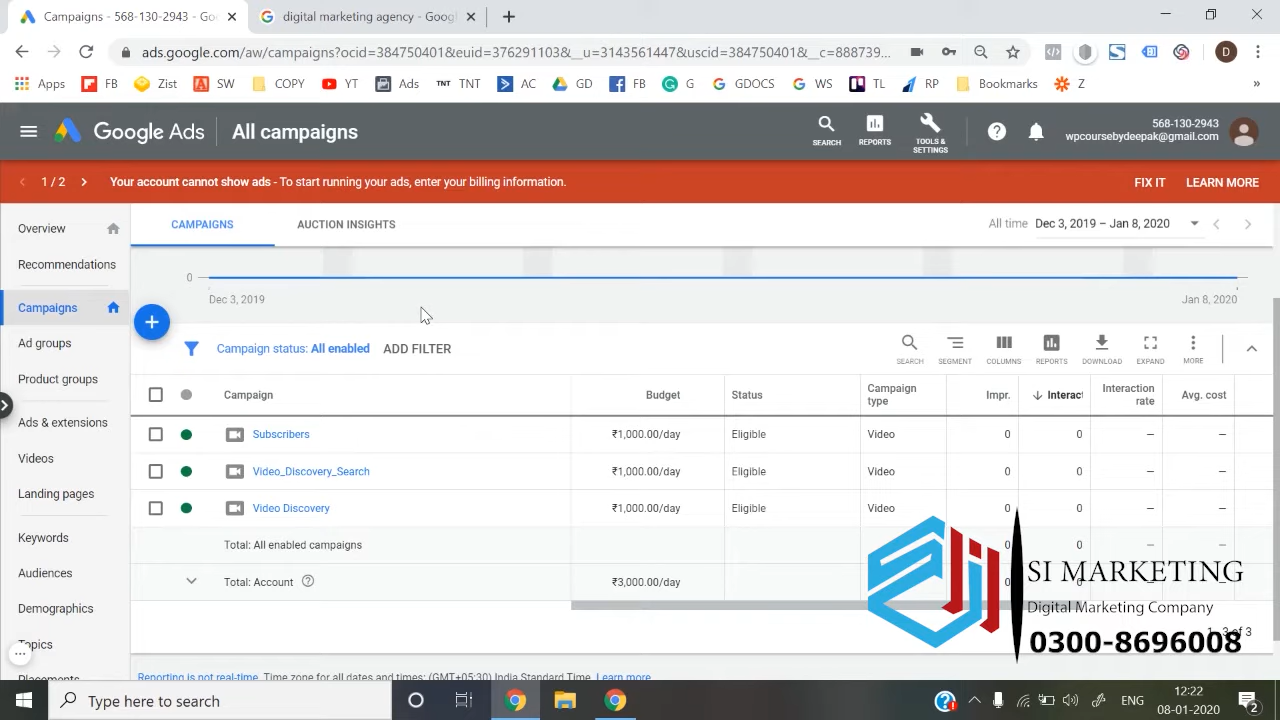 Campaigns - 568-130-2943 - Go
digital marketing agency - Googl
ads.google.com/aw/campaigns?ocid=384750401&euid=376291103&_u=3143561447&uscid=384750401&_c=888739...
D
Apps FB Zist SW COPY YT Ads TNT TNT AC GD FB G GDOCS WS TL RP Bookmarks Z »
Google Ads
All campaigns
SEARCH
REPORTS
TOOLS & SETTINGS
568-130-2943
wpcoursebydeepak@gmail.com
1 / 2
Your account cannot show ads - To start running your ads, enter your billing information.
FIX IT
LEARN MORE
Overview
Recommendations
Campaigns
Ad groups
Product groups
Ads & extensions
Videos
Landing pages
Keywords
Audiences
Demographics
Topics
CAMPAIGNS
AUCTION INSIGHTS
All time Dec 3, 2019 – Jan 8, 2020
0
Dec 3, 2019
Jan 8, 2020
Campaign status: All enabled
ADD FILTER
SEARCH
SEGMENT
COLUMNS
REPORTS
DOWNLOAD
EXPAND
MORE
Campaign Budget Status Campaign type Impr. Interact Interaction rate Avg. cost
Subscribers ₹1,000.00/day Eligible Video 0 0 — —
Video_Discovery_Search ₹1,000.00/day Eligible Video 0 0 — —
Video Discovery ₹1,000.00/day Eligible Video 0 0 — —
Total: All enabled campaigns 0 — —
Total: Account ₹3,000.00/day 0
SI MARKETING
Digital Marketing Company
0300-8696008
of 3
Reporting is not real-time. Time zone for all dates and times: (GMT+05:30) India Standard Time. Learn more
Type here to search
ENG
12:22
08-01-2020
2